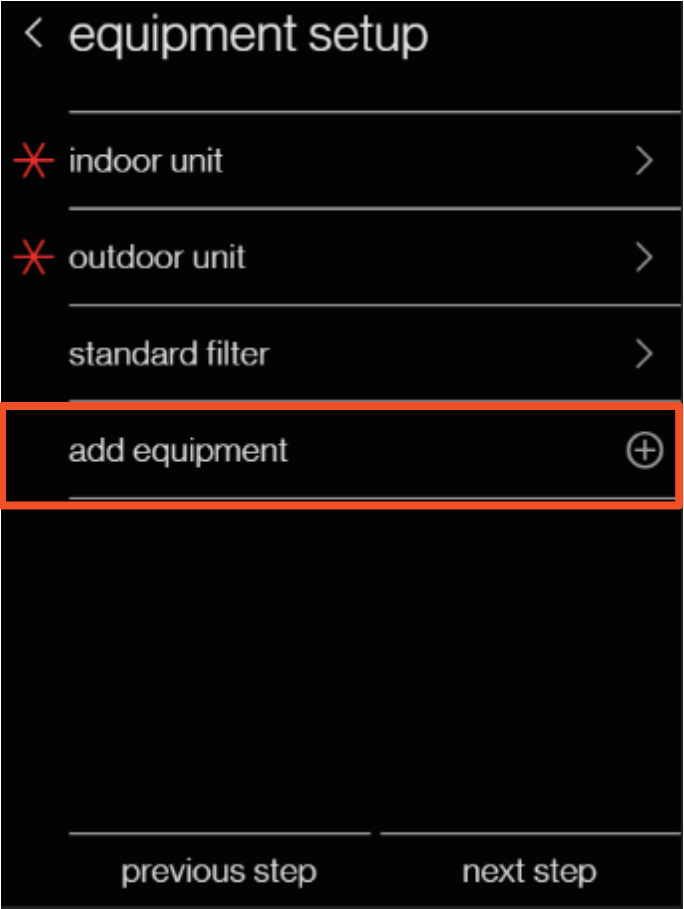 equipment setup
indoor unit
outdoor unit
standard filter
add equipment
previous step
next step